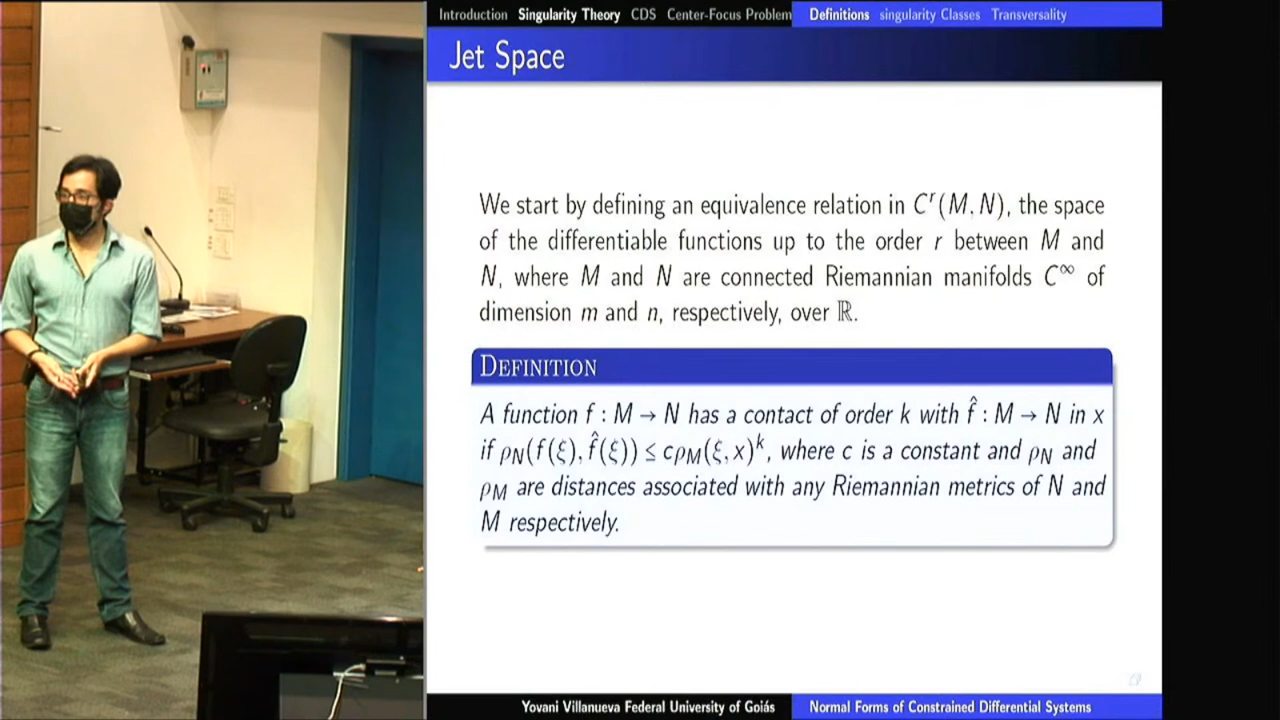 Introduction Singularity Theory CDS Center-Focus Problem Definitions singularity Classes Transversality
Jet Space
We start by defining an equivalence relation in Cʳ(M, N), the space
of the differentiable functions up to the order r between M and
N, where M and N are connected Riemannian manifolds C^∞ of
dimension m and n, respectively, over ℝ.
DEFINITION
A function f : M → N has a contact of order k with f̂ : M → N in x
if ρ_N(f(ξ), f̂(ξ)) ≤ cρ_M(ξ, x)^k, where c is a constant and ρ_N and
ρ_M are distances associated with any Riemannian metrics of N and
M respectively.
Yovani Villanueva Federal University of Goiás Normal Forms of Constrained Differential Systems